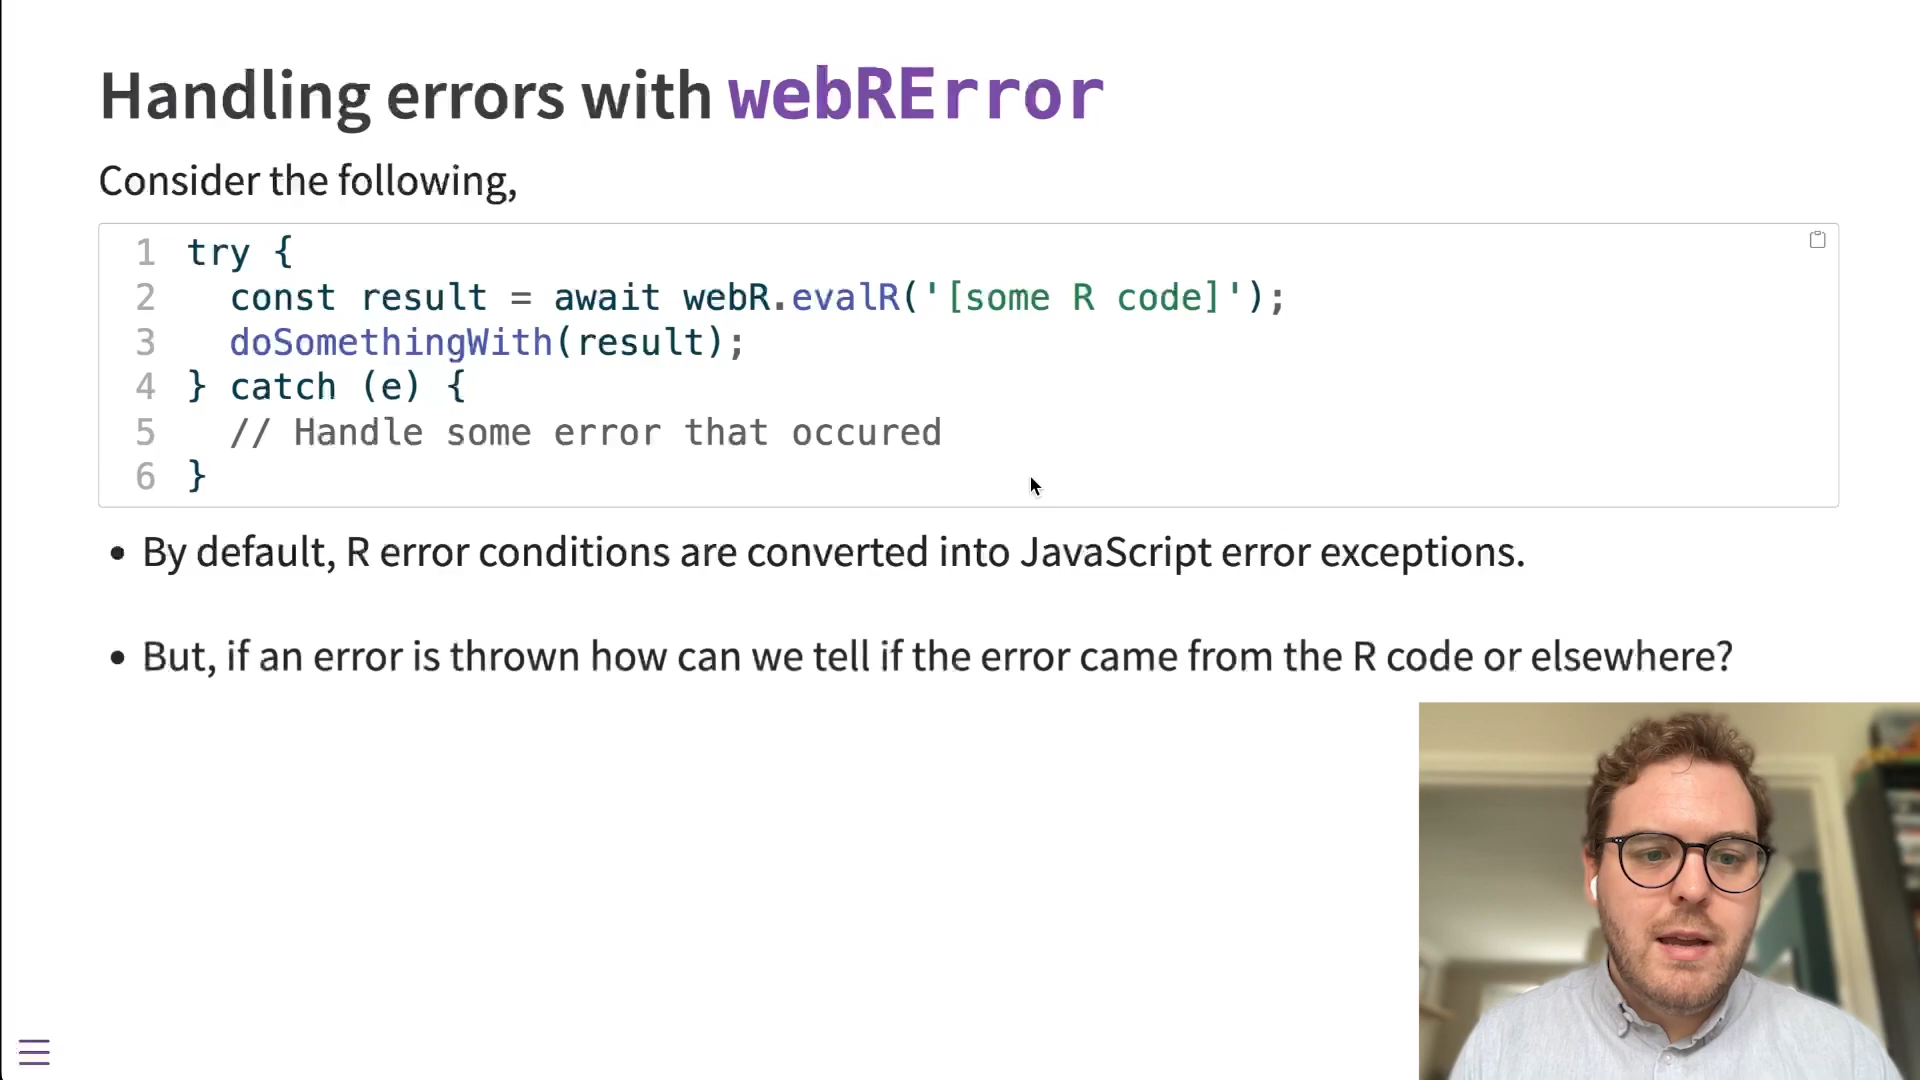 Handling errors with webRError
Consider the following,
1 try {
2   const result = await webR.evalR('[some R code]');
3   doSomethingWith(result);
4 } catch (e) {
5   // Handle some error that occured
6 }
• By default, R error conditions are converted into JavaScript error exceptions.
• But, if an error is thrown how can we tell if the error came from the R code or elsewhere?